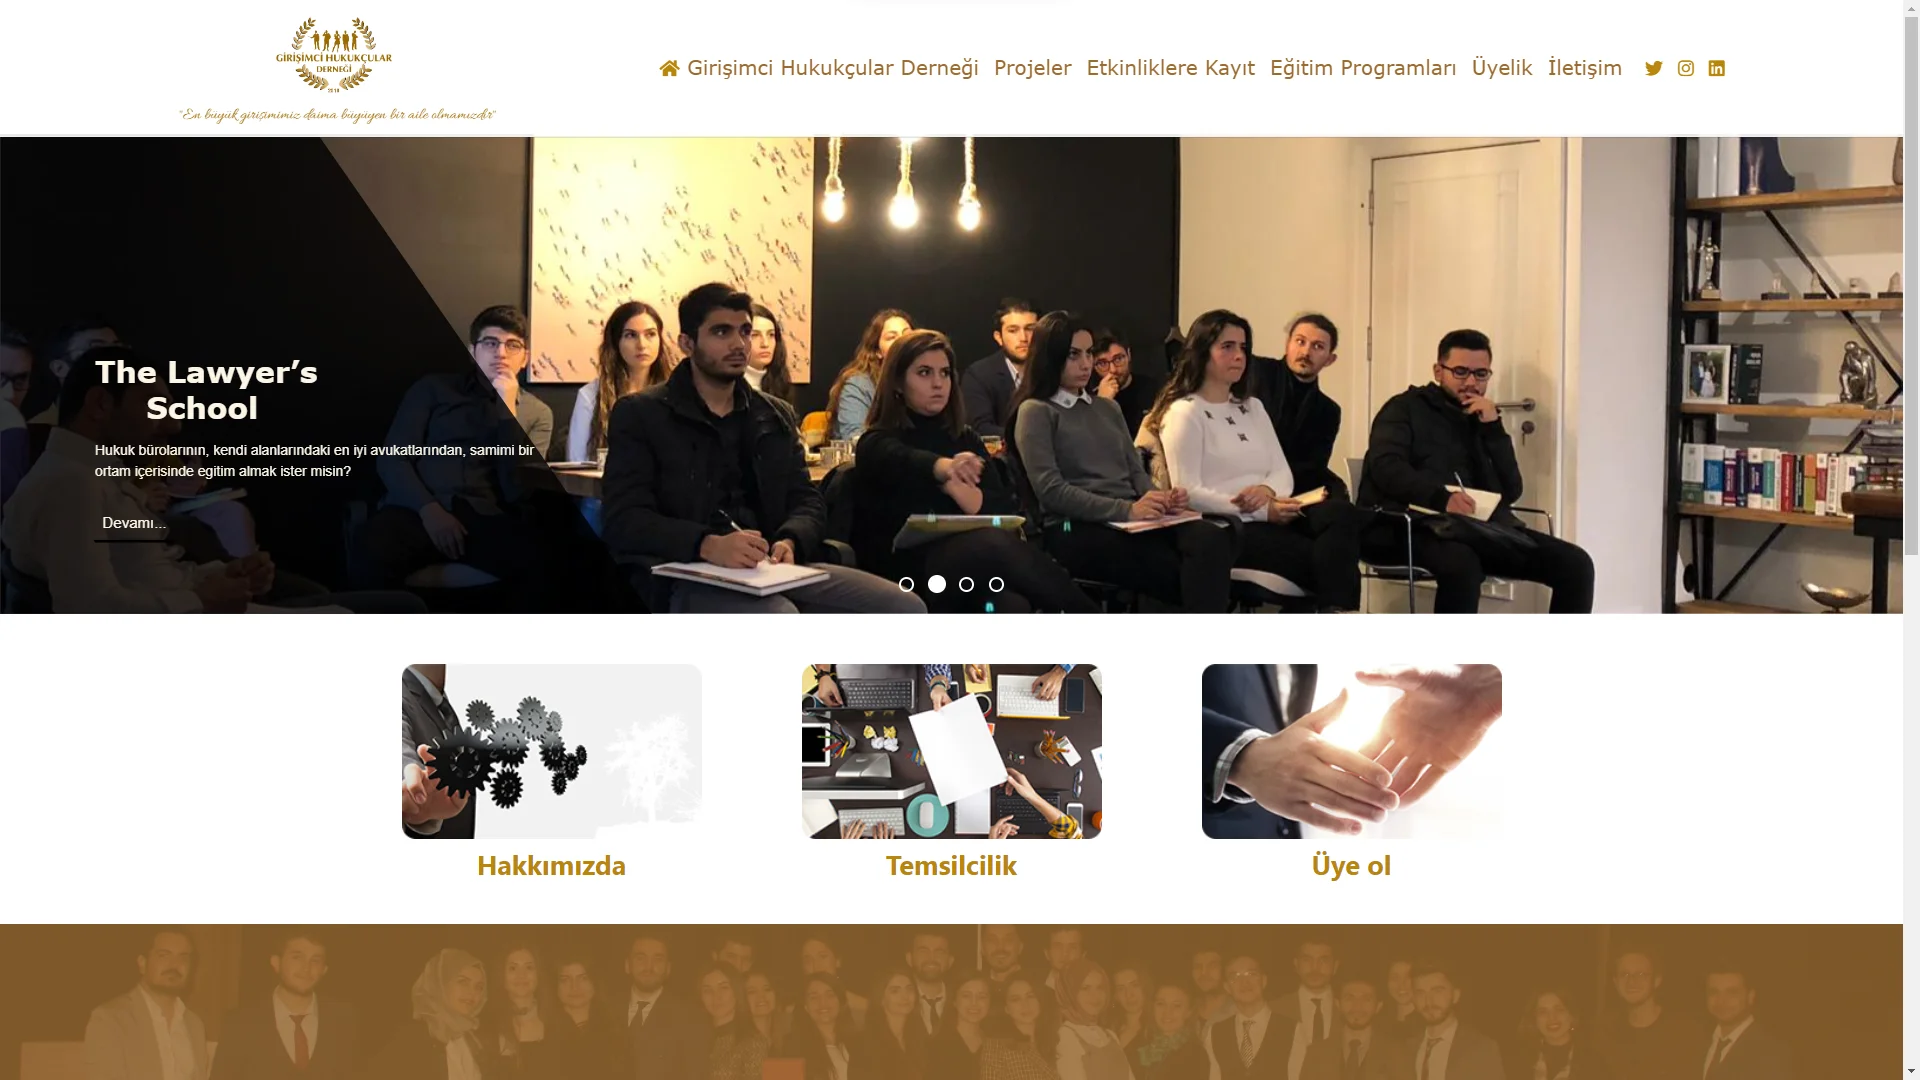 GİRİŞİMCİ HUKUKÇULAR
DERNEĞİ
2018
"En büyük girişimimiz daima büyüyen bir aile olmamızdır"
Girişimci Hukukçular Derneği Projeler Etkinliklere Kayıt Eğitim Programları Üyelik İletişim
The Lawyer’s
School
Hukuk bürolarının, kendi alanlarındaki en iyi avukatlarından, samimi bir
ortam içerisinde egitim almak ister misin?
Devamı...
Hakkımızda
Temsilcilik
Üye ol